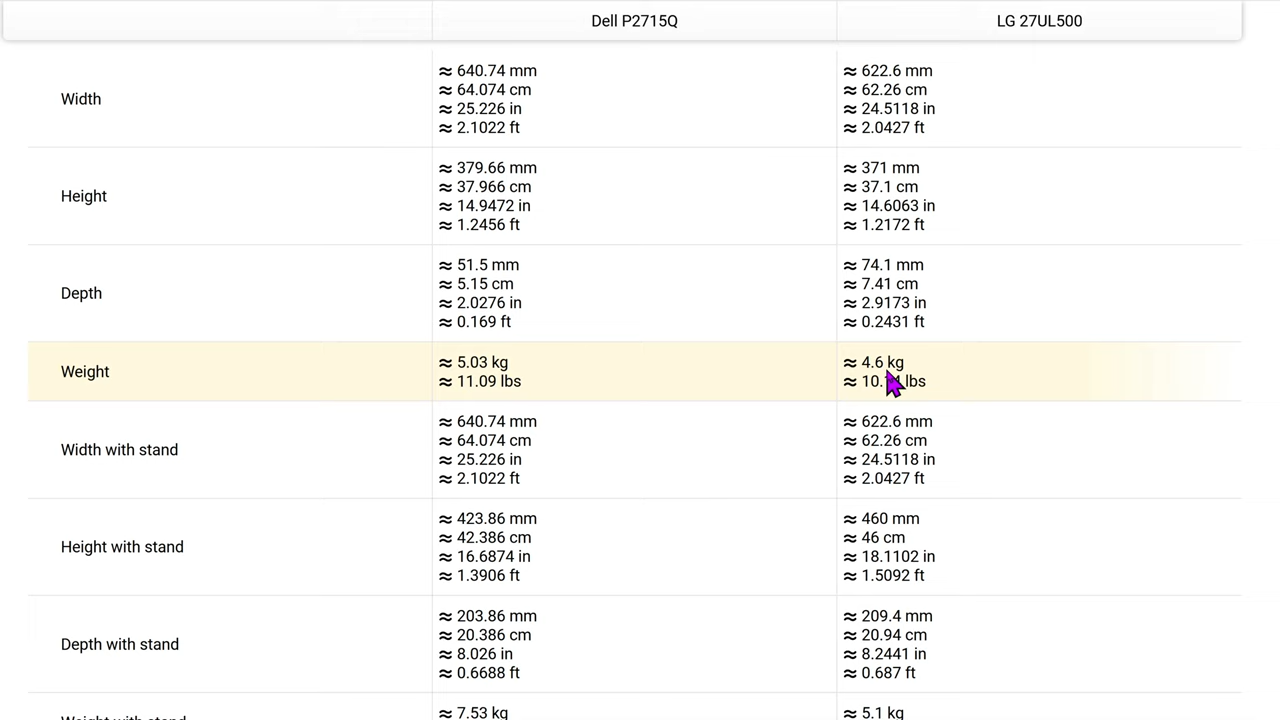 Dell P2715Q
LG 27UL500
Width
≈ 640.74 mm
≈ 64.074 cm
≈ 25.226 in
≈ 2.1022 ft
≈ 622.6 mm
≈ 62.26 cm
≈ 24.5118 in
≈ 2.0427 ft
Height
≈ 379.66 mm
≈ 37.966 cm
≈ 14.9472 in
≈ 1.2456 ft
≈ 371 mm
≈ 37.1 cm
≈ 14.6063 in
≈ 1.2172 ft
Depth
≈ 51.5 mm
≈ 5.15 cm
≈ 2.0276 in
≈ 0.169 ft
≈ 74.1 mm
≈ 7.41 cm
≈ 2.9173 in
≈ 0.2431 ft
Weight
≈ 5.03 kg
≈ 11.09 lbs
≈ 4.6 kg
≈ lbs
Width with stand
≈ 640.74 mm
≈ 64.074 cm
≈ 25.226 in
≈ 2.1022 ft
≈ 622.6 mm
≈ 62.26 cm
≈ 24.5118 in
≈ 2.0427 ft
Height with stand
≈ 423.86 mm
≈ 42.386 cm
≈ 16.6874 in
≈ 1.3906 ft
≈ 460 mm
≈ 46 cm
≈ 18.1102 in
≈ 1.5092 ft
Depth with stand
≈ 203.86 mm
≈ 20.386 cm
≈ 8.026 in
≈ 0.6688 ft
≈ 209.4 mm
≈ 20.94 cm
≈ 8.2441 in
≈ 0.687 ft
Weight with stand
≈ 7.53 kg
≈ 5.1 kg